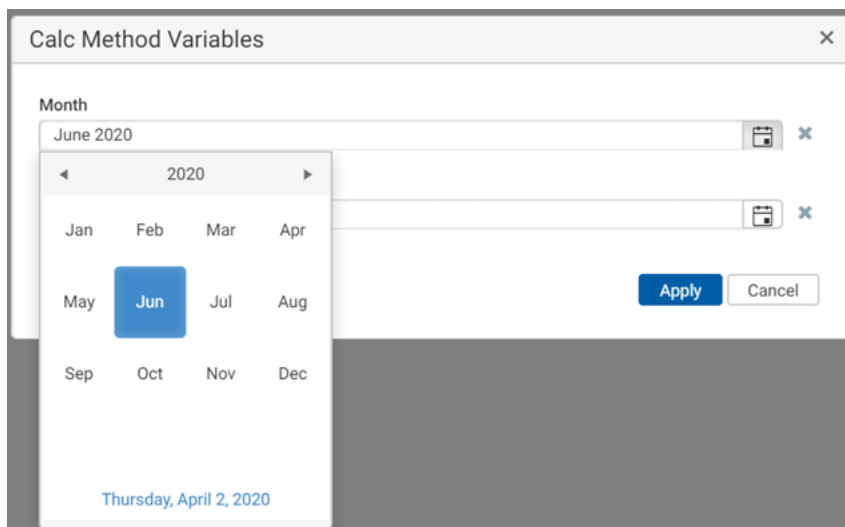 Calc Method Variables
Month
June 2020
2020
Jan Feb Mar Apr
May Jun Jul Aug
Sep Oct Nov Dec
Thursday, April 2, 2020
Apply Cancel